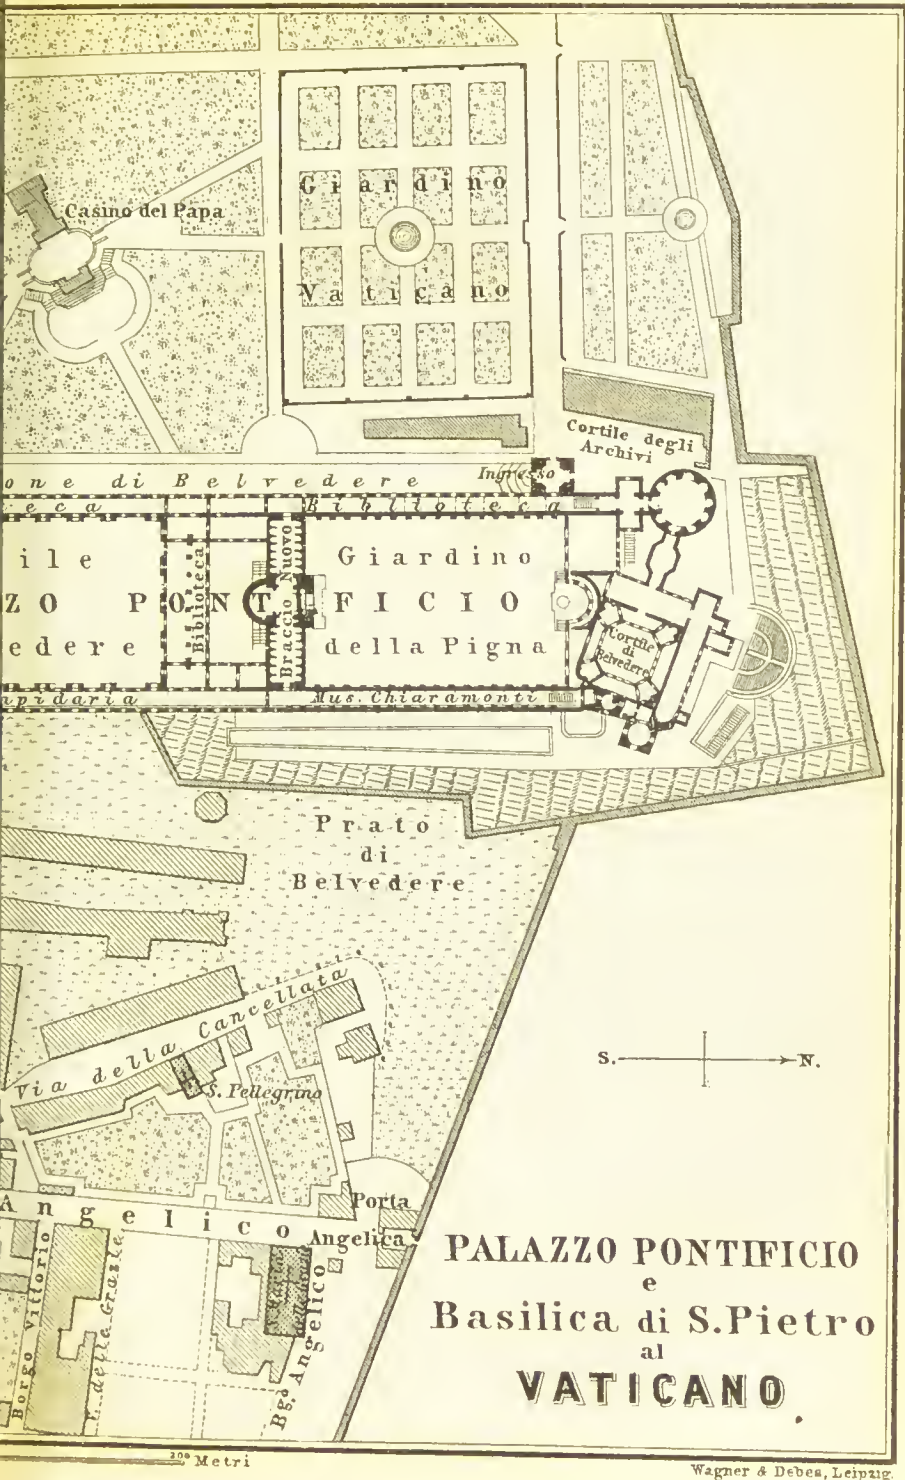 Giardino
Casino del Papa
Vaticano
Cortile degli
Archivi
one di Belvedere
Ingresso
eca
Biblioteca
ile
Giardino
ZO PONTIFICIO
Biblioteca
Braccio Nuovo
edere
della Pigna
Cortile
di
Belvedere
apidaria
Mus. Chiaramonti
Prato
di
Belvedere
Via della Cancellata
S. Pellegrino
S.
N.
Angelico
Porta
Angelica
Borgo Vittorio
V. delle Grazie
Bgo. Angelico
PALAZZO PONTIFICIO
e
Basilica di S. Pietro
al
VATICANO
200 Metri
Wagner & Debes, Leipzig.